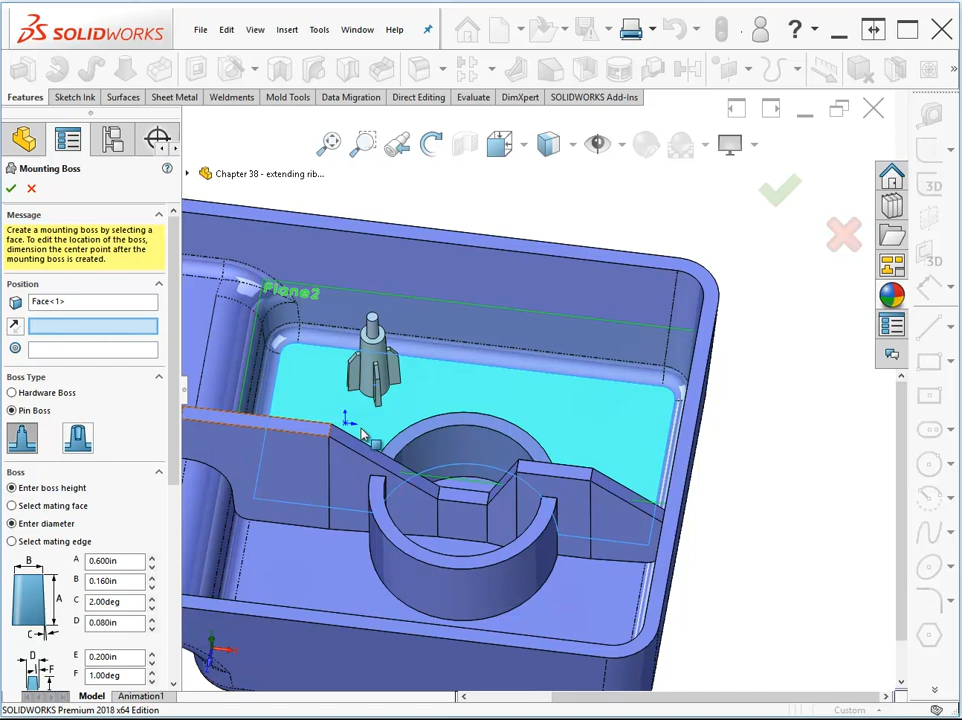 SOLIDWORKS File Edit View Insert Tools Window Help
Features Sketch Ink Surfaces Sheet Metal Weldments Mold Tools Data Migration Direct Editing Evaluate DimXpert SOLIDWORKS Add-Ins
Mounting Boss
Chapter 38 - extending rib...
Message
Create a mounting boss by selecting a
face. To edit the location of the boss,
dimension the center point after the
mounting boss is created.
Position
Face<1>
Boss Type
Hardware Boss
Pin Boss
Boss
Enter boss height
Select mating face
Enter diameter
Select mating edge
B
A
C
A 0.600in
B 0.160in
C 2.00deg
D 0.080in
D
F
E 0.200in
F 1.00deg
Plane2
3D
3D
Model Animation1
SOLIDWORKS Premium 2018 x64 Edition
Custom